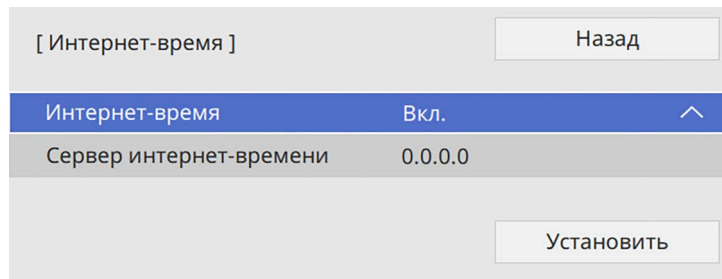 [ Интернет-время ]
Назад
Интернет-время Вкл.
Сервер интернет-времени 0.0.0.0
Установить